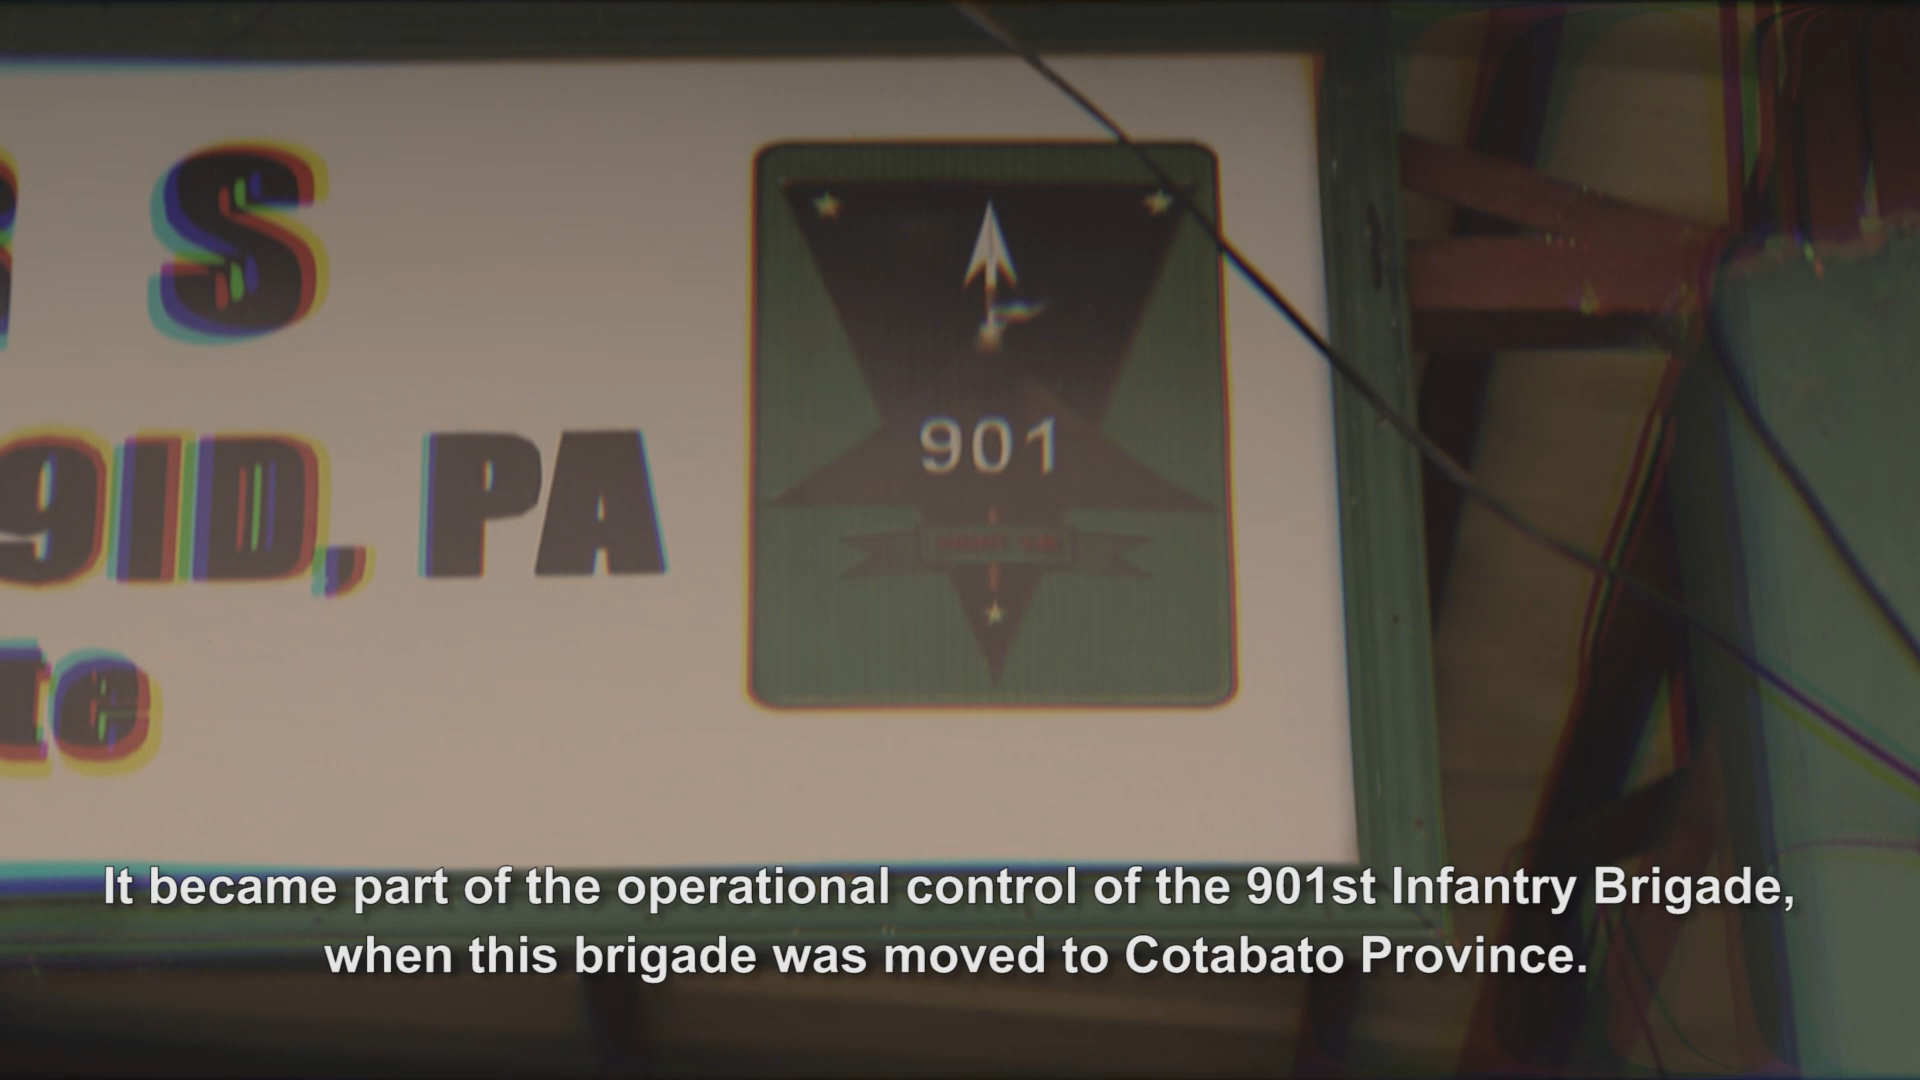 S
9ID, PA
te
901
It became part of the operational control of the 901st Infantry Brigade,
when this brigade was moved to Cotabato Province.